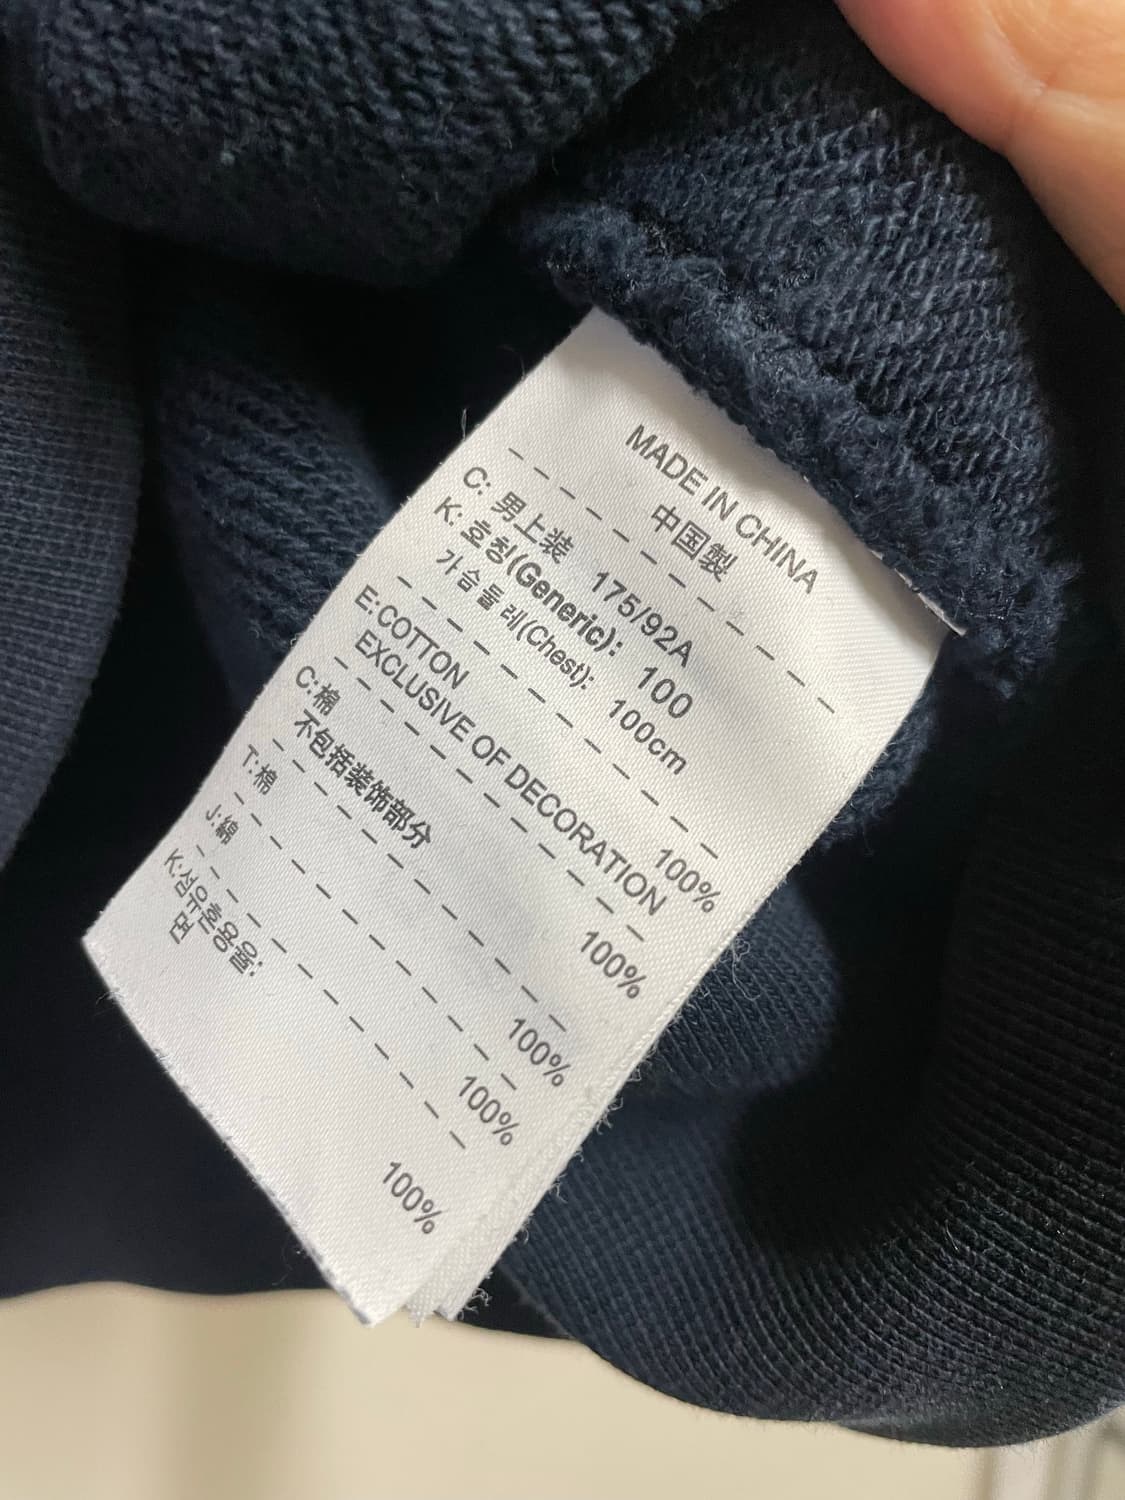 MADE IN CHINA
中国製
C: 男上装 175/92A
K: 호칭(Generic): 100
가슴둘레(Chest): 100cm
E:COTTON 100%
EXCLUSIVE OF DECORATION
C:棉 100%
不包括装饰部分
T:棉 100%
J:綿 100%
K:섬유혼용율:
면 100%